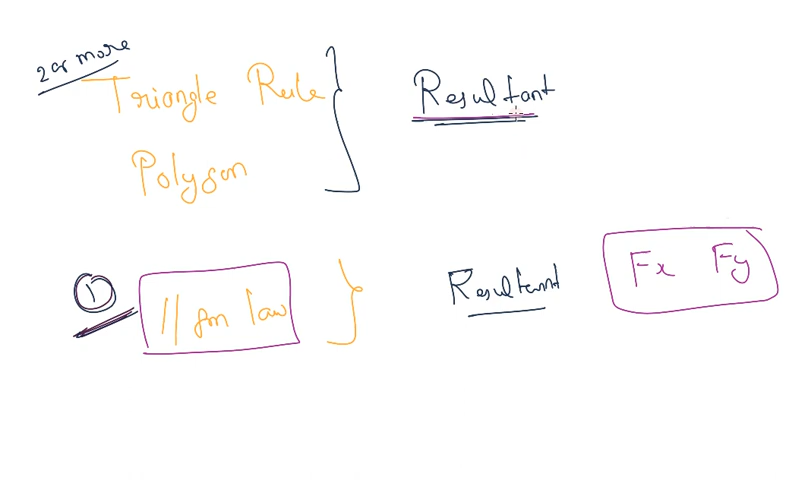 2 or more
Triangle Rule
Resultant
Polygon
1
// gm law
Resultant
Fx Fy